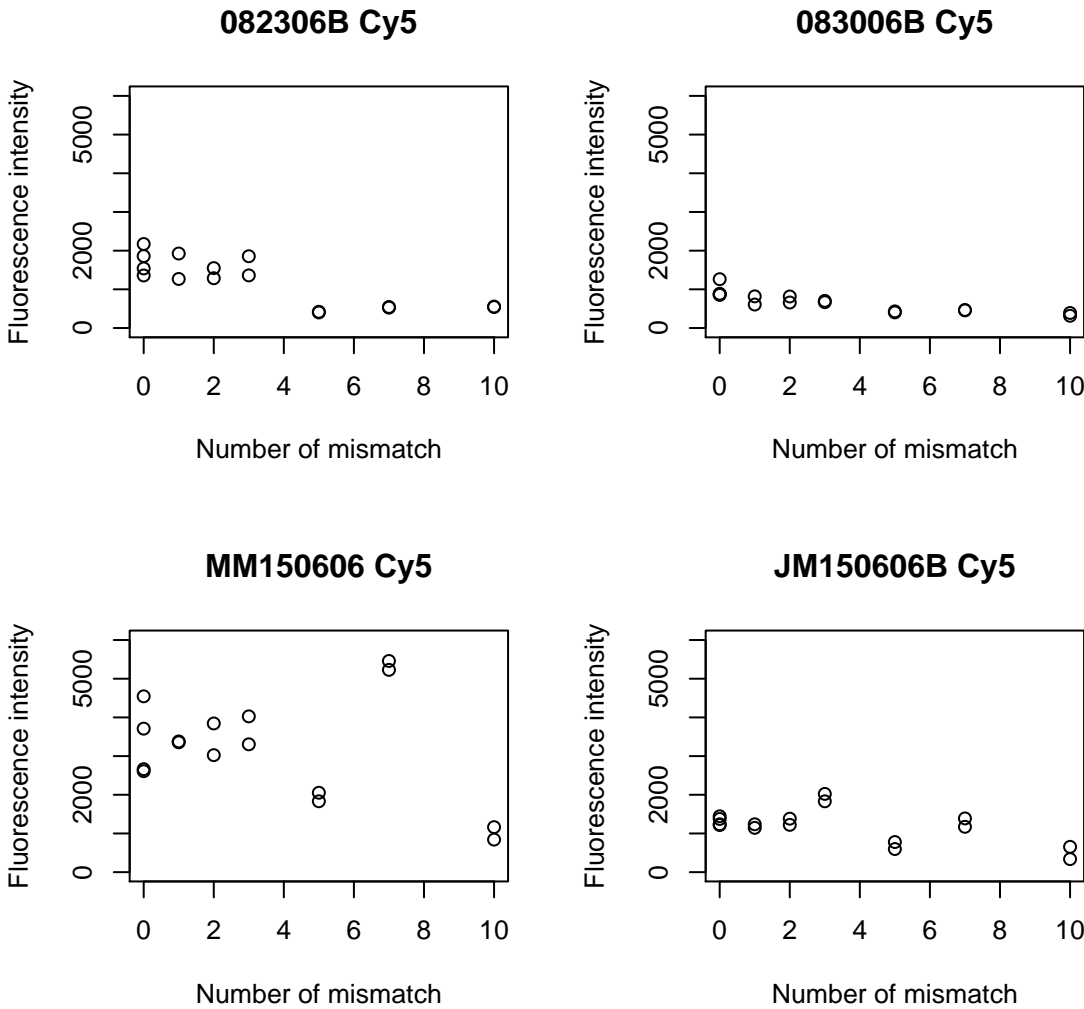 082306B Cy5
Fluorescence intensity
0 2000 5000
0 2 4 6 8 10
Number of mismatch
083006B Cy5
Fluorescence intensity
0 2000 5000
0 2 4 6 8 10
Number of mismatch
MM150606 Cy5
Fluorescence intensity
0 2000 5000
0 2 4 6 8 10
Number of mismatch
JM150606B Cy5
Fluorescence intensity
0 2000 5000
0 2 4 6 8 10
Number of mismatch